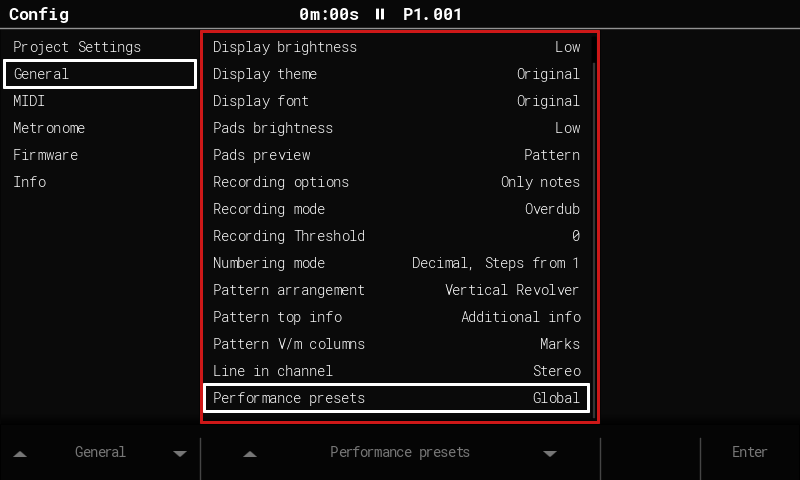 Config 0m:00s P1.001
Project Settings
General
MIDI
Metronome
Firmware
Info
Display brightness Low
Display theme Original
Display font Original
Pads brightness Low
Pads preview Pattern
Recording options Only notes
Recording mode Overdub
Recording Threshold 0
Numbering mode Decimal, Steps from 1
Pattern arrangement Vertical Revolver
Pattern top info Additional info
Pattern V/m columns Marks
Line in channel Stereo
Performance presets Global
General Performance presets Enter